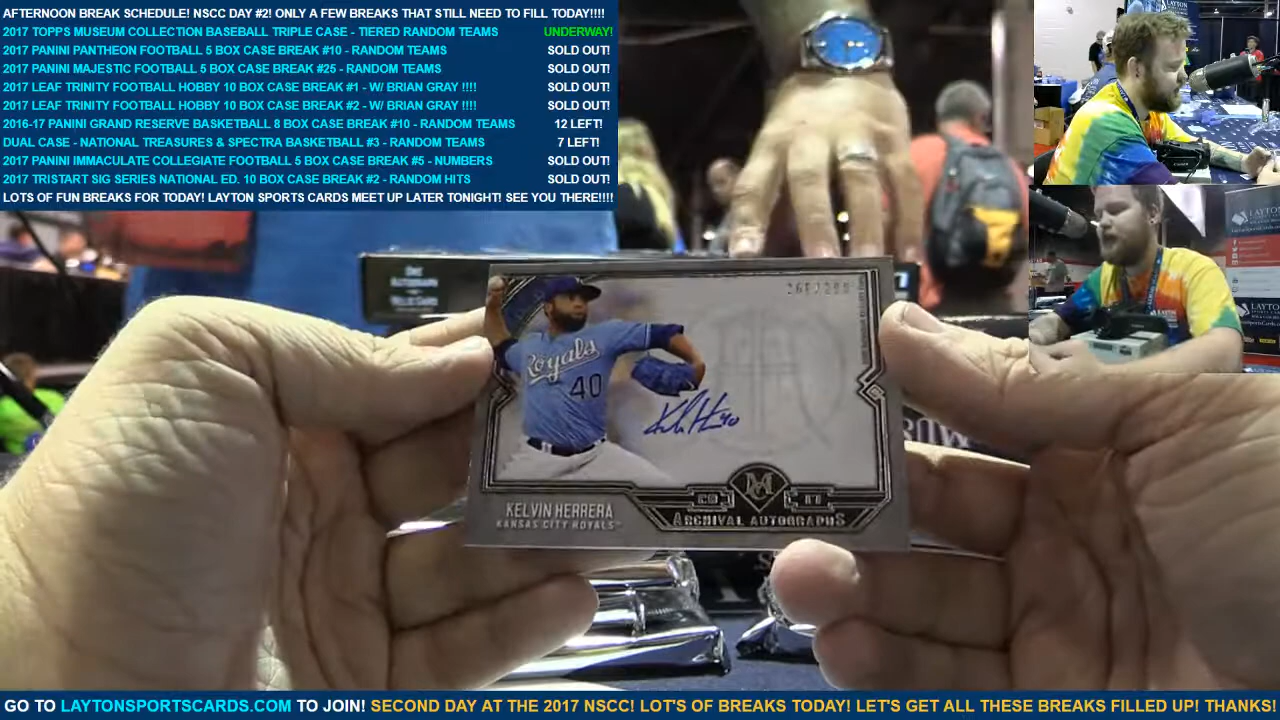 AFTERNOON BREAK SCHEDULE! NSCC DAY #2! ONLY A FEW BREAKS THAT STILL NEED TO FILL TODAY!!!!
2017 TOPPS MUSEUM COLLECTION BASEBALL TRIPLE CASE - TIERED RANDOM TEAMS UNDERWAY!
2017 PANINI PANTHEON FOOTBALL 5 BOX CASE BREAK #10 - RANDOM TEAMS SOLD OUT!
2017 PANINI MAJESTIC FOOTBALL 5 BOX CASE BREAK #25 - RANDOM TEAMS SOLD OUT!
2017 LEAF TRINITY FOOTBALL HOBBY 10 BOX CASE BREAK #1 - W/ BRIAN GRAY !!!! SOLD OUT!
2017 LEAF TRINITY FOOTBALL HOBBY 10 BOX CASE BREAK #2 - W/ BRIAN GRAY !!!! SOLD OUT!
2016-17 PANINI GRAND RESERVE BASKETBALL 8 BOX CASE BREAK #10 - RANDOM TEAMS 12 LEFT!
DUAL CASE - NATIONAL TREASURES & SPECTRA BASKETBALL #3 - RANDOM TEAMS 7 LEFT!
2017 PANINI IMMACULATE COLLEGIATE FOOTBALL 5 BOX CASE BREAK #5 - NUMBERS SOLD OUT!
2017 TRISTART SIG SERIES NATIONAL ED. 10 BOX CASE BREAK #2 - RANDOM HITS SOLD OUT!
LOTS OF FUN BREAKS FOR TODAY! LAYTON SPORTS CARDS MEET UP LATER TONIGHT! SEE YOU THERE!!!!
LAYTON
LAYTON
ONE
AUTOGRAPH
Royals
40
KELVIN HERRERA
KANSAS CITY ROYALS™
M
20 17
ARCHIVAL AUTOGRAPHS
GO TO LAYTONSPORTSCARDS.COM TO JOIN! SECOND DAY AT THE 2017 NSCC! LOT'S OF BREAKS TODAY! LET'S GET ALL THESE BREAKS FILLED UP! THANKS!